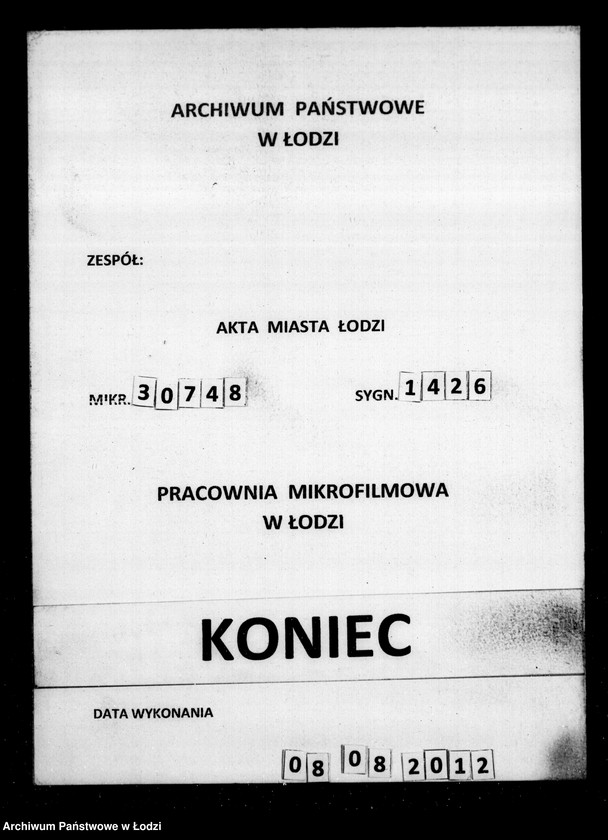 ARCHIWUM PAŃSTWOWE
W ŁODZI
ZESPÓŁ:
AKTA MIASTA ŁODZI
MIKR. 30748 SYGN. 1426
PRACOWNIA MIKROFILMOWA
W ŁODZI
KONIEC
DATA WYKONANIA
08 08 2012
Archiwum Państwowe w Łodzi